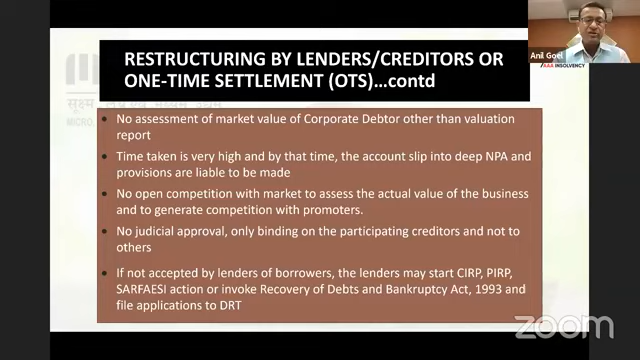 Anil Goel
AAA INSOLVENCY
RESTRUCTURING BY LENDERS/CREDITORS OR
ONE-TIME SETTLEMENT (OTS)...contd
सूक्ष्म
MICRO,
• No assessment of market value of Corporate Debtor other than valuation
report
• Time taken is very high and by that time, the account slip into deep NPA and
provisions are liable to be made
• No open competition with market to assess the actual value of the business
and to generate competition with promoters.
• No judicial approval, only binding on the participating creditors and not to
others
• If not accepted by lenders of borrowers, the lenders may start CIRP, PIRP,
SARFAESI action or invoke Recovery of Debts and Bankruptcy Act, 1993 and
file applications to DRT
zoom